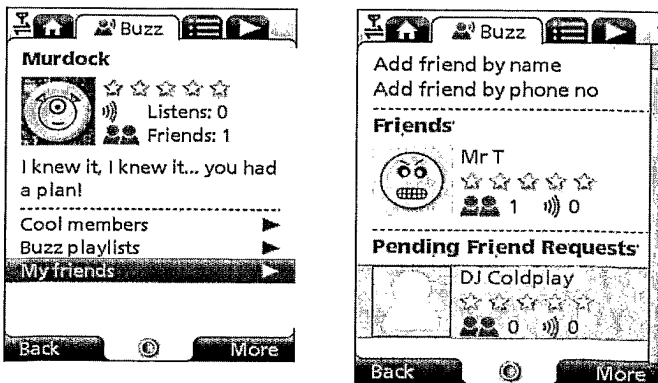 Buzz
Murdock
Listens: 0
Friends: 1
I knew it, I knew it... you had
a plan!
Cool members
Buzz playlists
My friends
Back
More
Buzz
Add friend by name
Add friend by phone no
Friends
Mr T
1
0
Pending Friend Requests
DJ Coldplay
0
0
Back
More